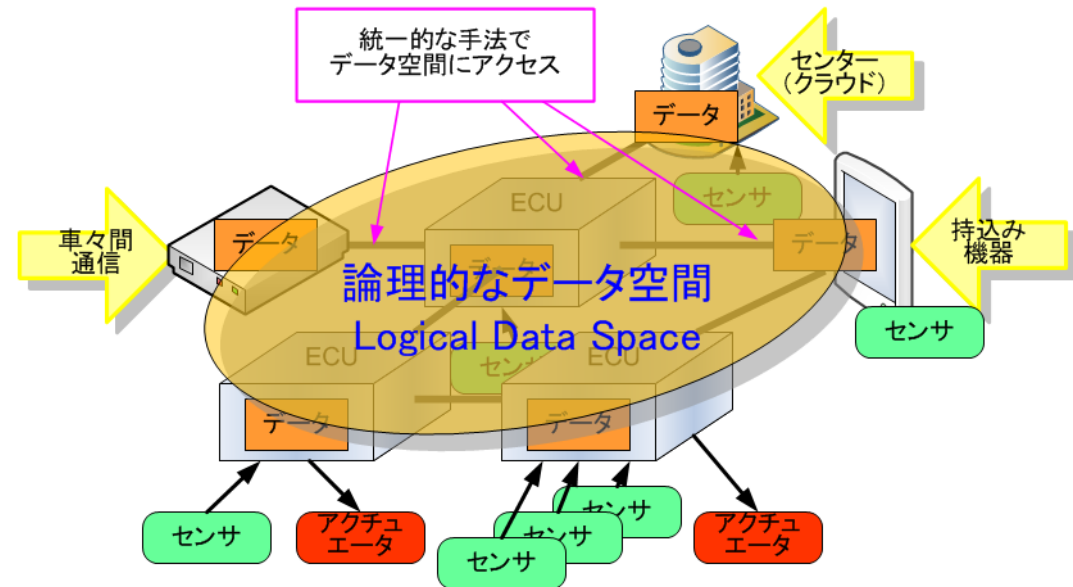 統一的な手法で
データ空間にアクセス
センター
(クラウド)
データ
センサ
ECU
車々間
通信
データ
データ
データ
持込み
機器
論理的なデータ空間
Logical Data Space
センサ
ECU
センサ
ECU
データ
データ
センサ
アクチュ
エータ
センサ
センサ
センサ
アクチュ
エータ